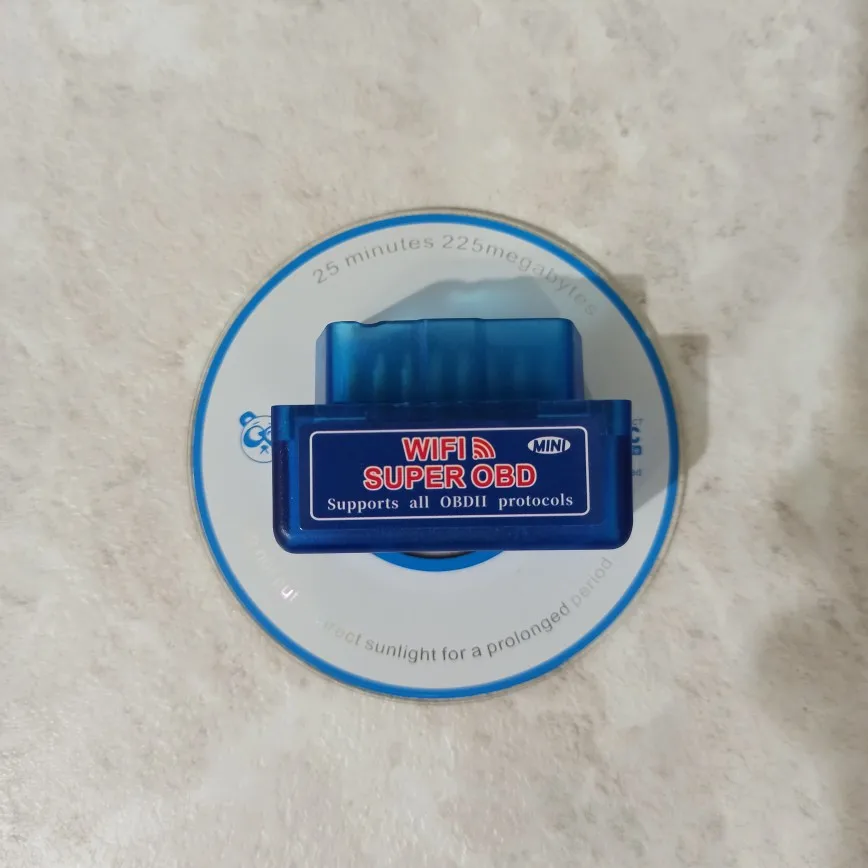 25 minutes 225megabytes
WIFI
MINI
SUPER OBD
Supports all OBDII protocols
sunlight for a prolonged period